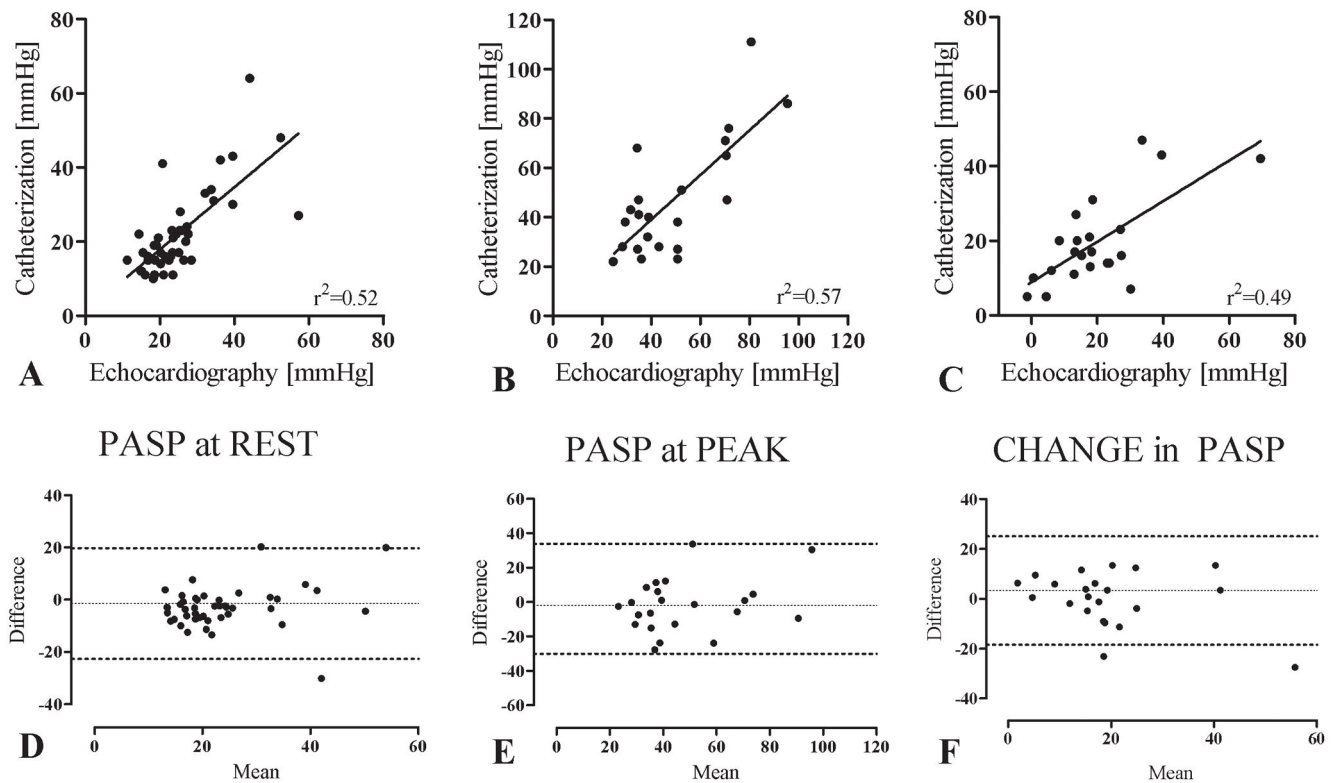 80
60
40
20
0
Catheterization [mmHg]
r²=0.52
0 20 40 60 80
A Echocardiography [mmHg]
120
100
80
60
40
20
0
Catheterization [mmHg]
r²=0.57
0 20 40 60 80 100 120
B Echocardiography [mmHg]
80
60
40
20
0
Catheterization [mmHg]
r²=0.49
0 20 40 60 80
C Echocardiography [mmHg]
PASP at REST
PASP at PEAK
CHANGE in PASP
40
20
0
-20
-40
Difference
0 20 40 60
D Mean
60
40
20
0
-20
-40
-60
Difference
0 20 40 60 80 100 120
E Mean
40
20
0
-20
-40
Difference
0 20 40 60
F Mean